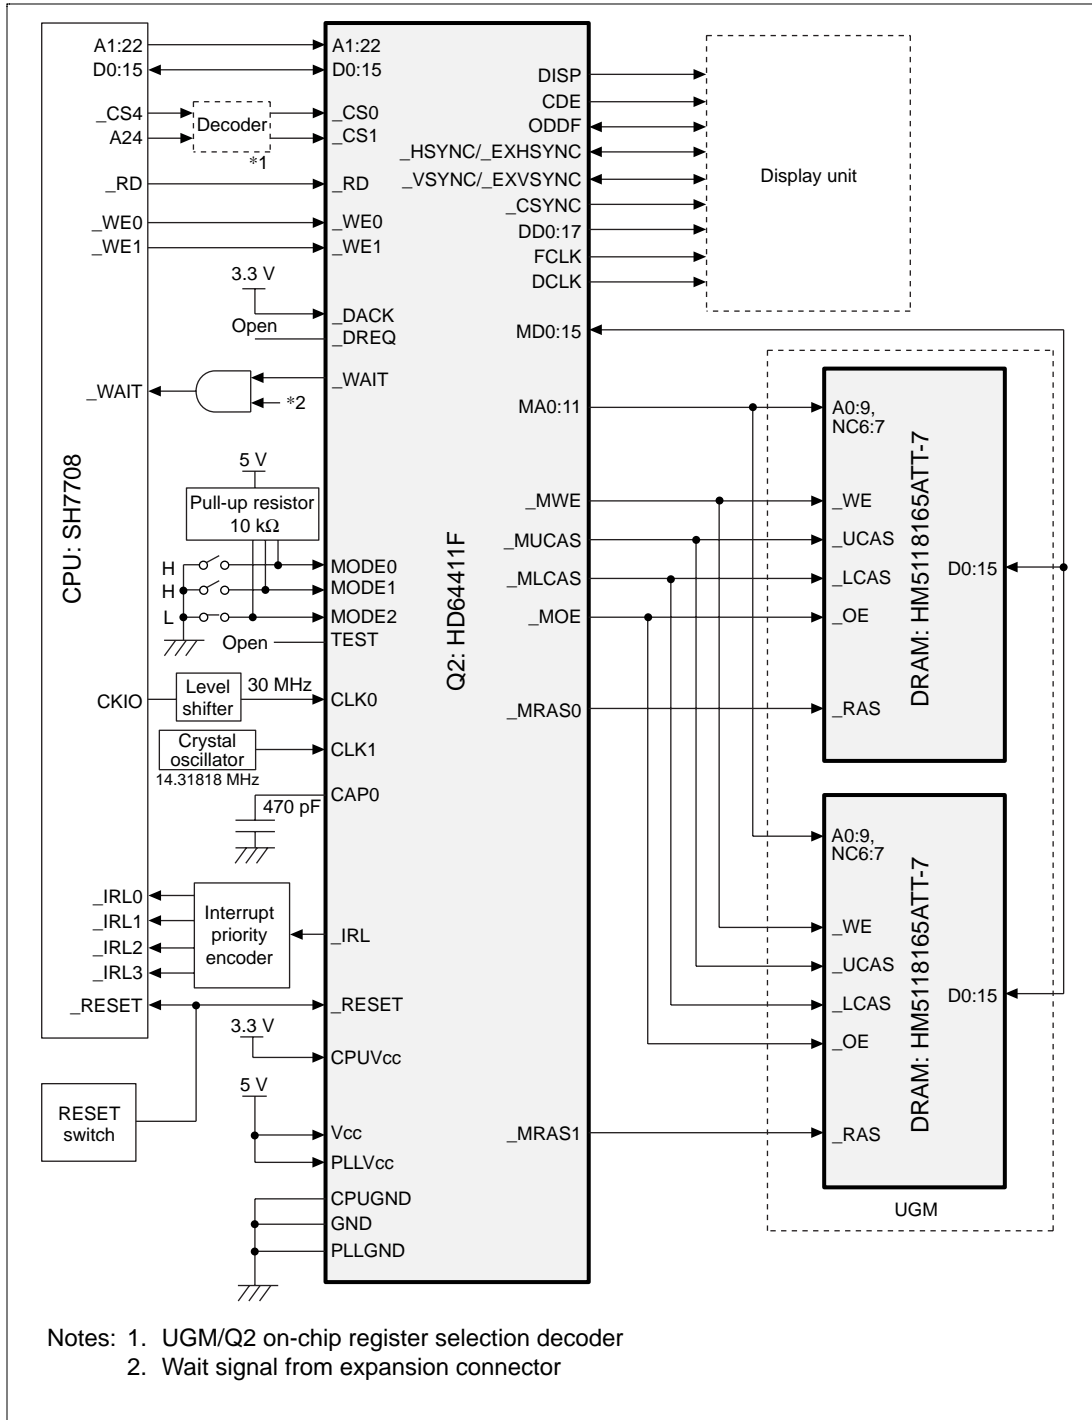 CPU: SH7708
A1:22
D0:15
_CS4
A24
_RD
_WE0
_WE1
_WAIT
CKIO
_IRL0
_IRL1
_IRL2
_IRL3
_RESET
Decoder
*1
3.3 V
Open
*2
5 V
Pull-up resistor
10 kΩ
H
H
L
Open
Level
shifter
30 MHz
Crystal
oscillator
14.31818 MHz
470 pF
Interrupt
priority
encoder
3.3 V
5 V
RESET
switch
Q2: HD64411F
A1:22
D0:15
_CS0
_CS1
_RD
_WE0
_WE1
_DACK
_DREQ
_WAIT
MODE0
MODE1
MODE2
TEST
CLK0
CLK1
CAP0
_IRL
_RESET
CPUVcc
Vcc
PLLVcc
CPUGND
GND
PLLGND
DISP
CDE
ODDF
_HSYNC/_EXHSYNC
_VSYNC/_EXVSYNC
_CSYNC
DD0:17
FCLK
DCLK
MD0:15
MA0:11
_MWE
_MUCAS
_MLCAS
_MOE
_MRAS0
_MRAS1
Display unit
A0:9,
NC6:7
_WE
_UCAS
_LCAS
_OE
_RAS
D0:15
DRAM: HM5118165ATT-7
A0:9,
NC6:7
_WE
_UCAS
_LCAS
_OE
_RAS
D0:15
DRAM: HM5118165ATT-7
UGM
Notes: 1. UGM/Q2 on-chip register selection decoder
2. Wait signal from expansion connector